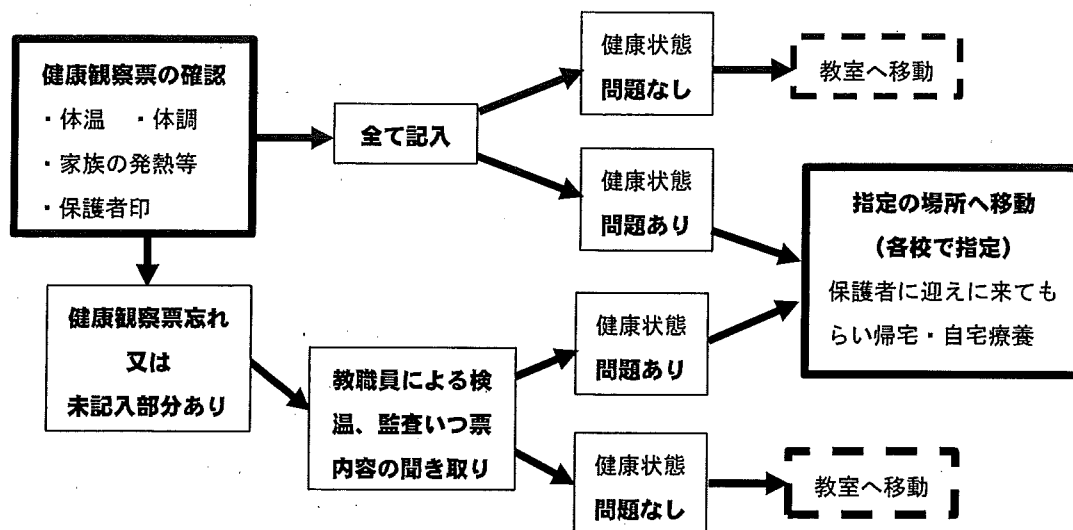 健康観察票の確認
・体温　・体調
・家族の発熱等
・保護者印
全て記入
健康状態
問題なし
教室へ移動
健康状態
問題あり
指定の場所へ移動
（各校で指定）
保護者に迎えに来ても
らい帰宅・自宅療養
健康観察票忘れ
又は
未記入部分あり
教職員による検
温、監査いつ票
内容の聞き取り
健康状態
問題あり
健康状態
問題なし
教室へ移動